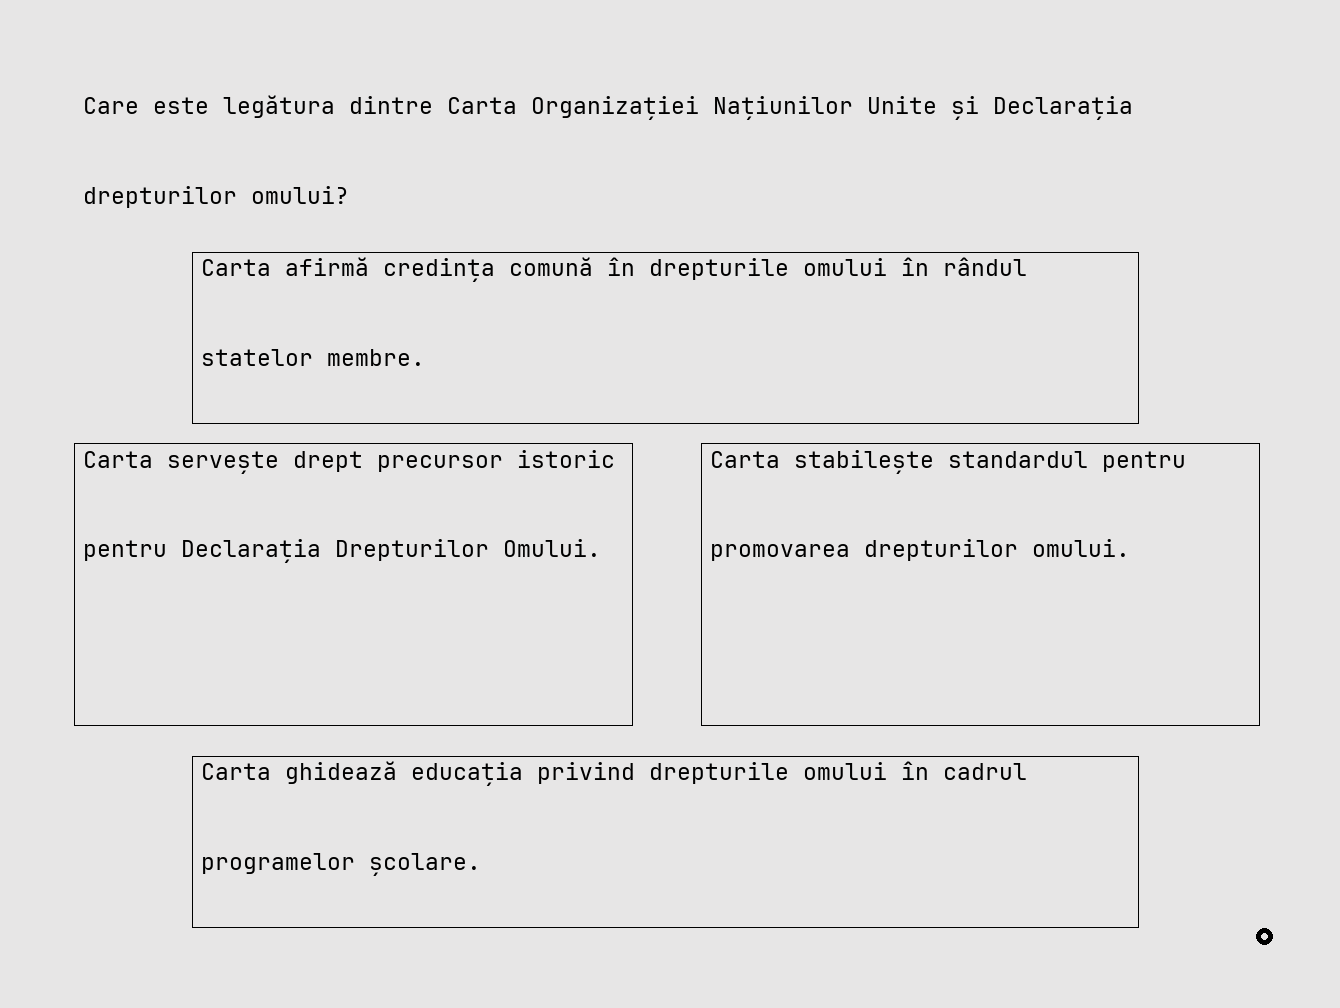 Care este legătura dintre Carta Organizației Națiunilor Unite și Declarația
drepturilor omului?
Carta afirmă credința comună în drepturile omului în rândul
statelor membre.
Carta servește drept precursor istoric
pentru Declarația Drepturilor Omului.
Carta stabilește standardul pentru
promovarea drepturilor omului.
Carta ghidează educația privind drepturile omului în cadrul
programelor școlare.